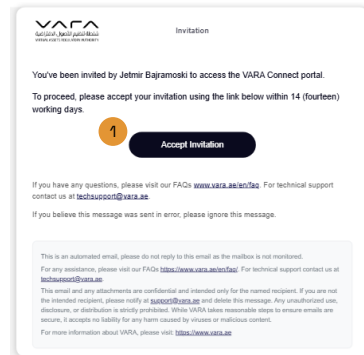 VARA
VIRTUAL ASSETS REGULATORY AUTHORITY
Invitation
You've been invited by Jetmir Bajramoski to access the VARA Connect portal.
To proceed, please accept your invitation using the link below within 14 (fourteen)
working days.
1
Accept Invitation
If you have any questions, please visit our FAQs www.vara.ae/en/faq. For technical support
contact us at techsupport@vara.ae.
If you believe this message was sent in error, please ignore this message.
This is an automated email, please do not reply to this email as the mailbox is not monitored.
For any assistance, please visit our FAQs https://www.vara.ae/en/faq/. For technical support contact us at
techsupport@vara.ae.
This email and any attachments are confidential and intended only for the named recipient. If you are not
the intended recipient, please notify at support@vara.ae and delete this message. Any unauthorized use,
disclosure, or distribution is strictly prohibited. While VARA takes reasonable steps to ensure emails are
secure, it accepts no liability for any harm caused by viruses or malicious content.
For more information about VARA, please visit: https://www.vara.ae